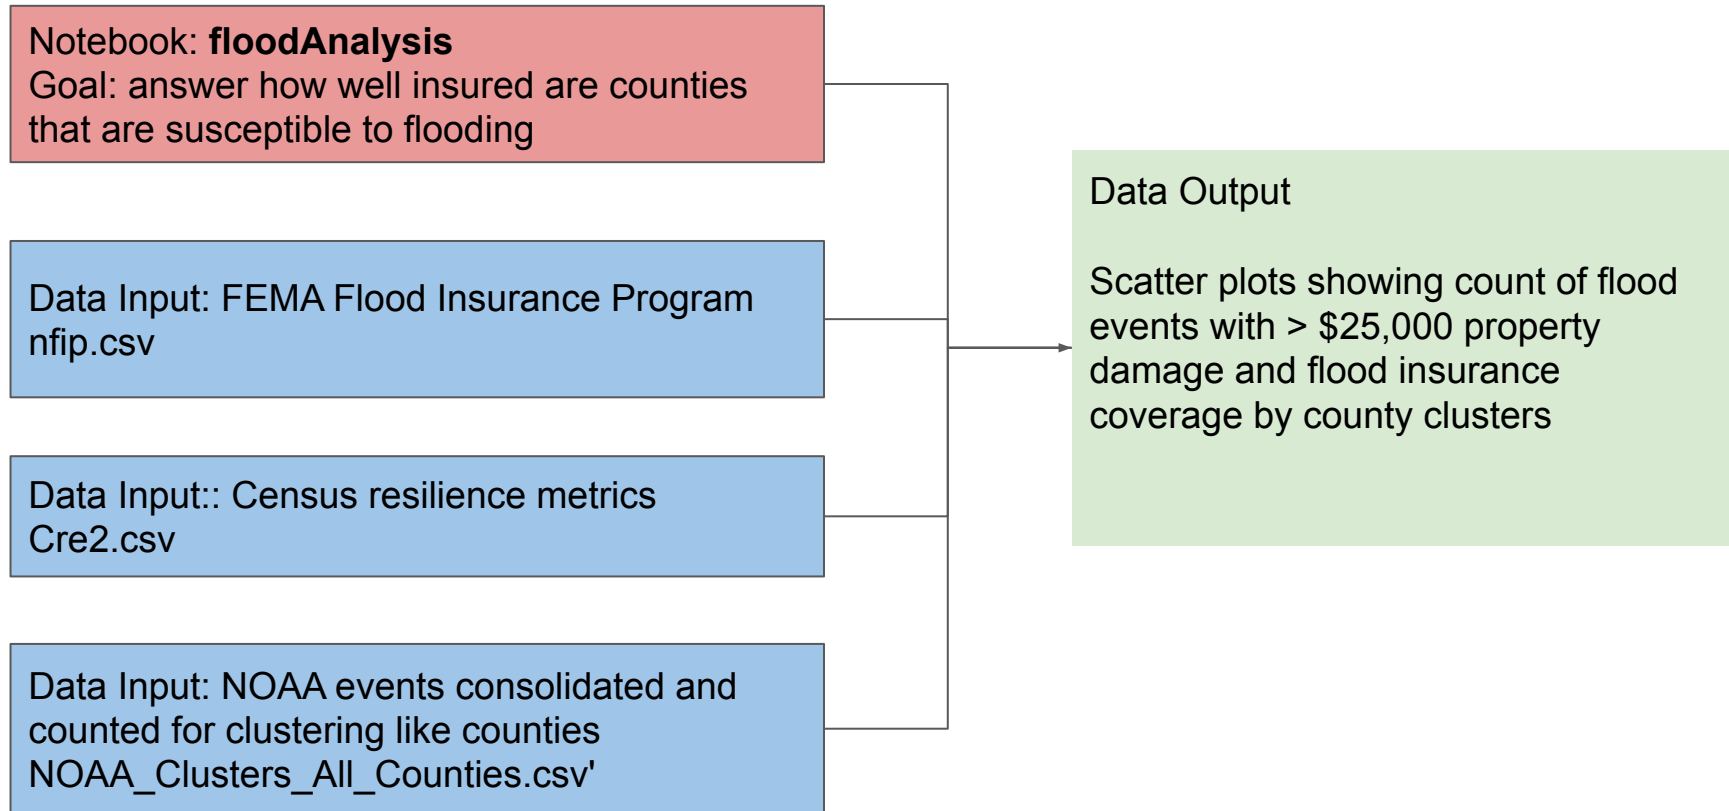 Notebook: floodAnalysis
Goal: answer how well insured are counties
that are susceptible to flooding
Data Input: FEMA Flood Insurance Program
nfip.csv
Data Input:: Census resilience metrics
Cre2.csv
Data Input: NOAA events consolidated and
counted for clustering like counties
NOAA_Clusters_All_Counties.csv'
Data Output
Scatter plots showing count of flood
events with > $25,000 property
damage and flood insurance
coverage by county clusters